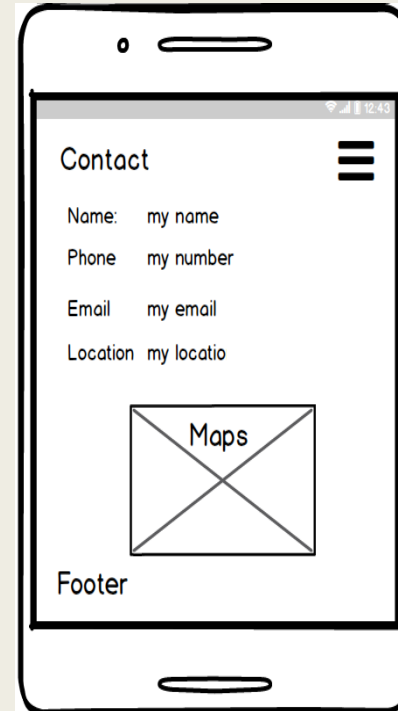 12:43
Contact
Name: my name
Phone my number
Email my email
Location my locatio
Maps
Footer